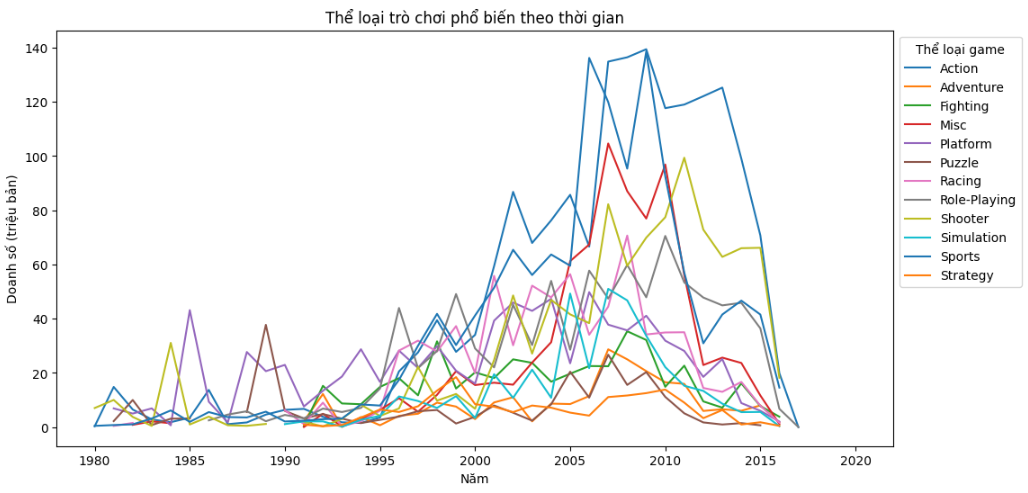 Thể loại trò chơi phổ biến theo thời gian
Doanh số (triệu bản)
140
120
100
80
60
40
20
0
1980 1985 1990 1995 2000 2005 2010 2015 2020
Năm
Thể loại game
Action
Adventure
Fighting
Misc
Platform
Puzzle
Racing
Role-Playing
Shooter
Simulation
Sports
Strategy